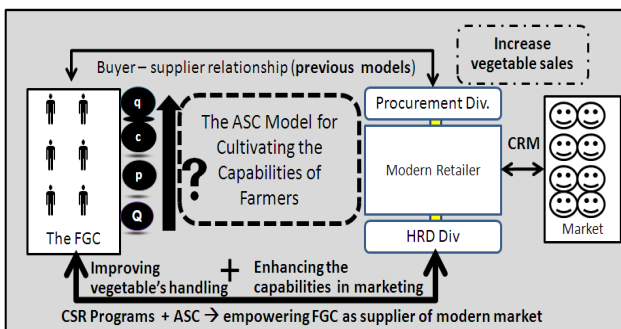 Increase
vegetable sales
Buyer – supplier relationship (previous models)
q
c
p
Q
?
The ASC Model for
Cultivating the
Capabilities of
Farmers
Procurement Div.
Modern Retailer
HRD Div
CRM
Market
The FGC
Improving
vegetable's handling
+
Enhancing the
capabilities in marketing
CSR Programs + ASC → empowering FGC as supplier of modern market